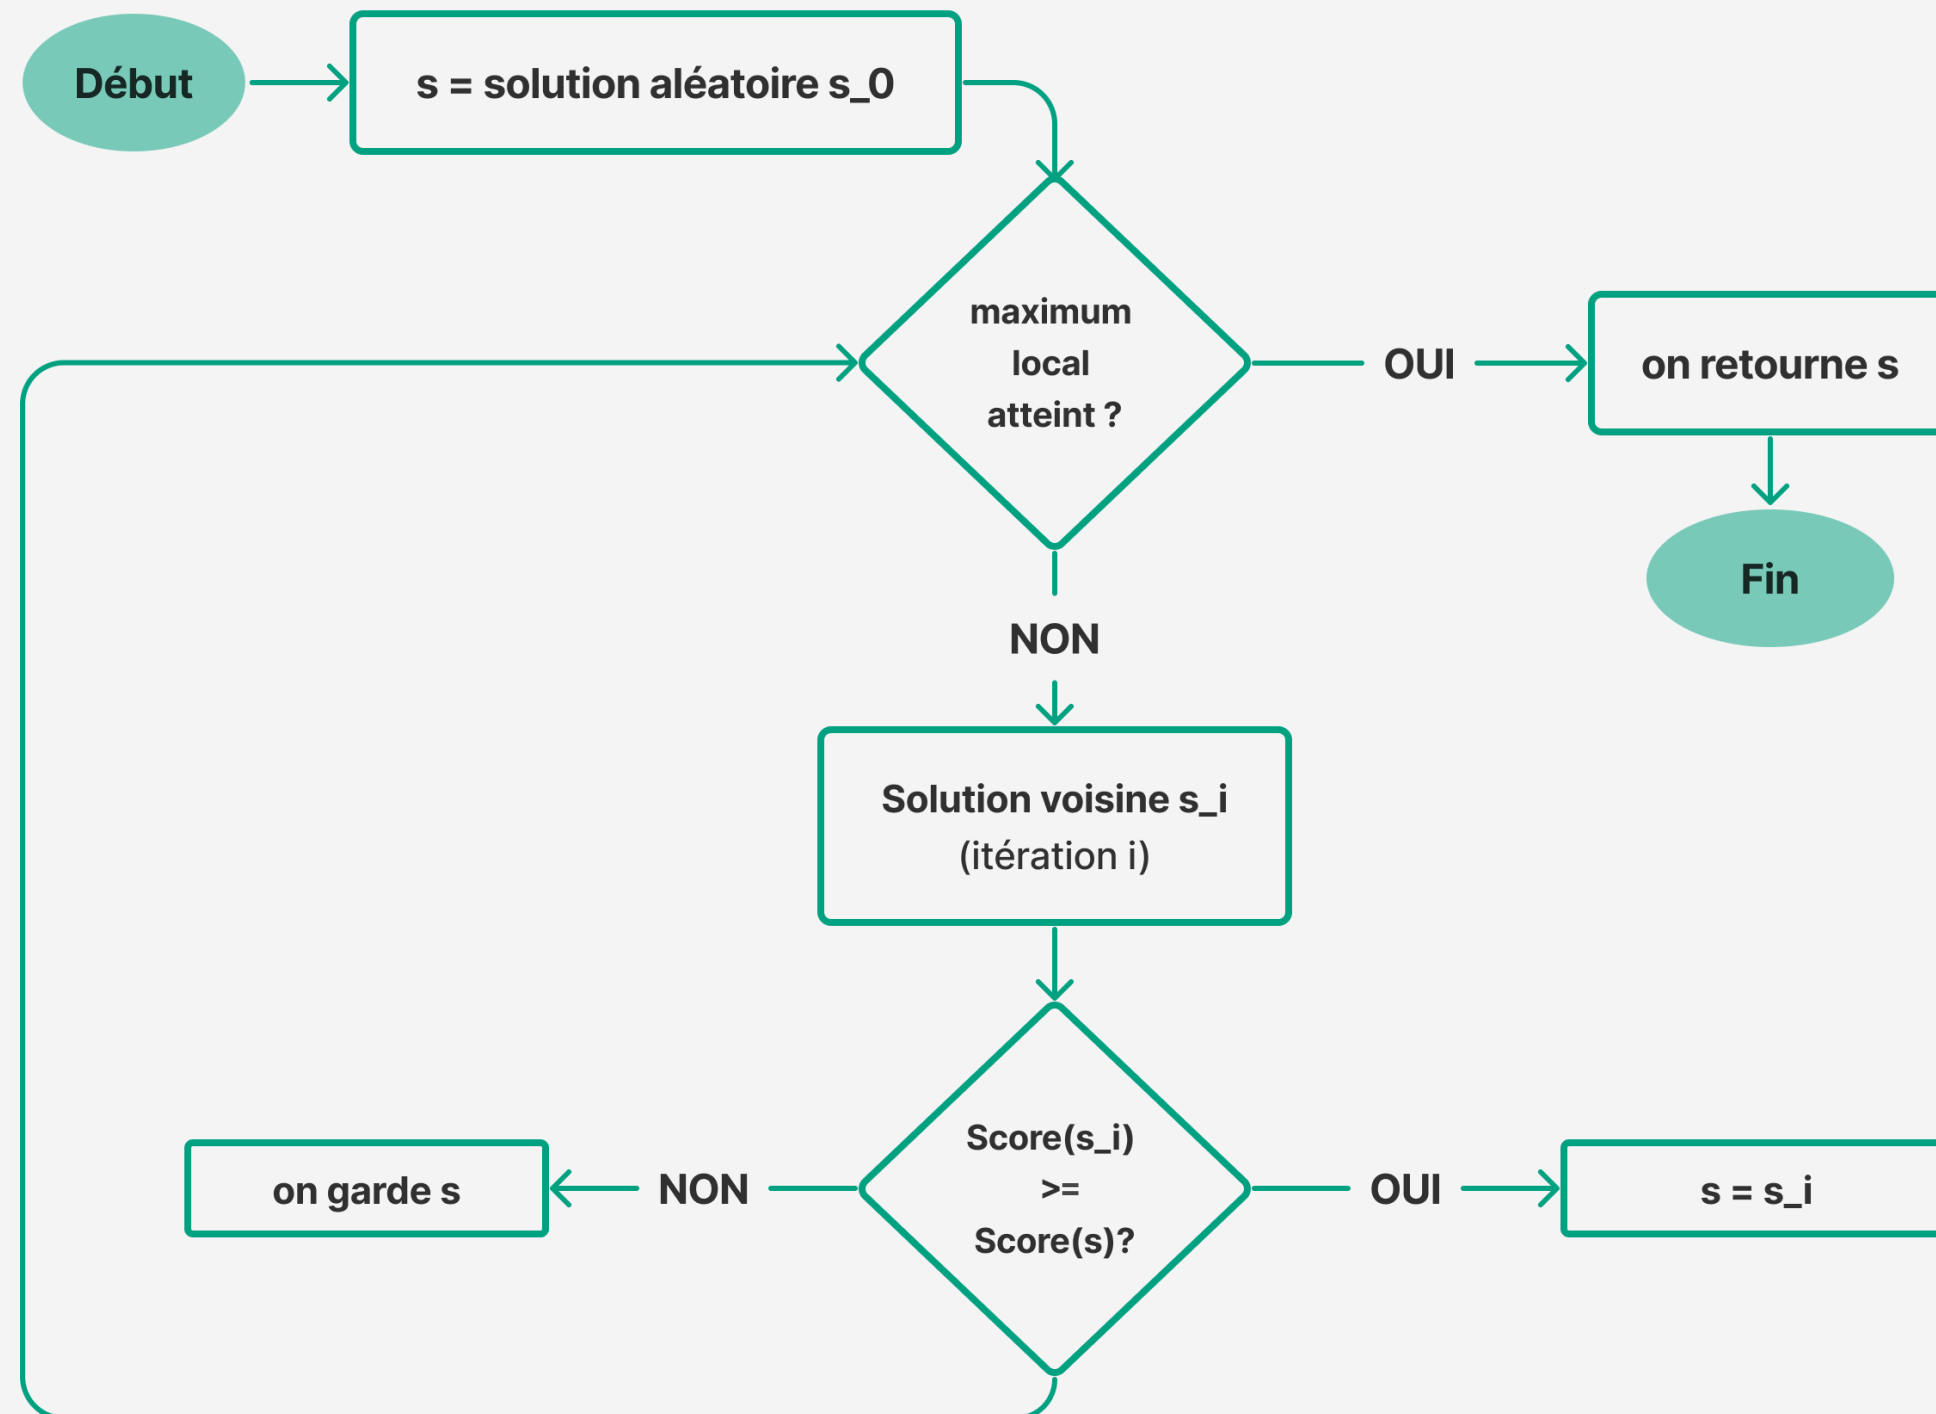 Début
s = solution aléatoire s_0
maximum
local
atteint ?
OUI
on retourne s
Fin
NON
Solution voisine s_i
(itération i)
Score(s_i)
>=
Score(s)?
NON
on garde s
OUI
s = s_i